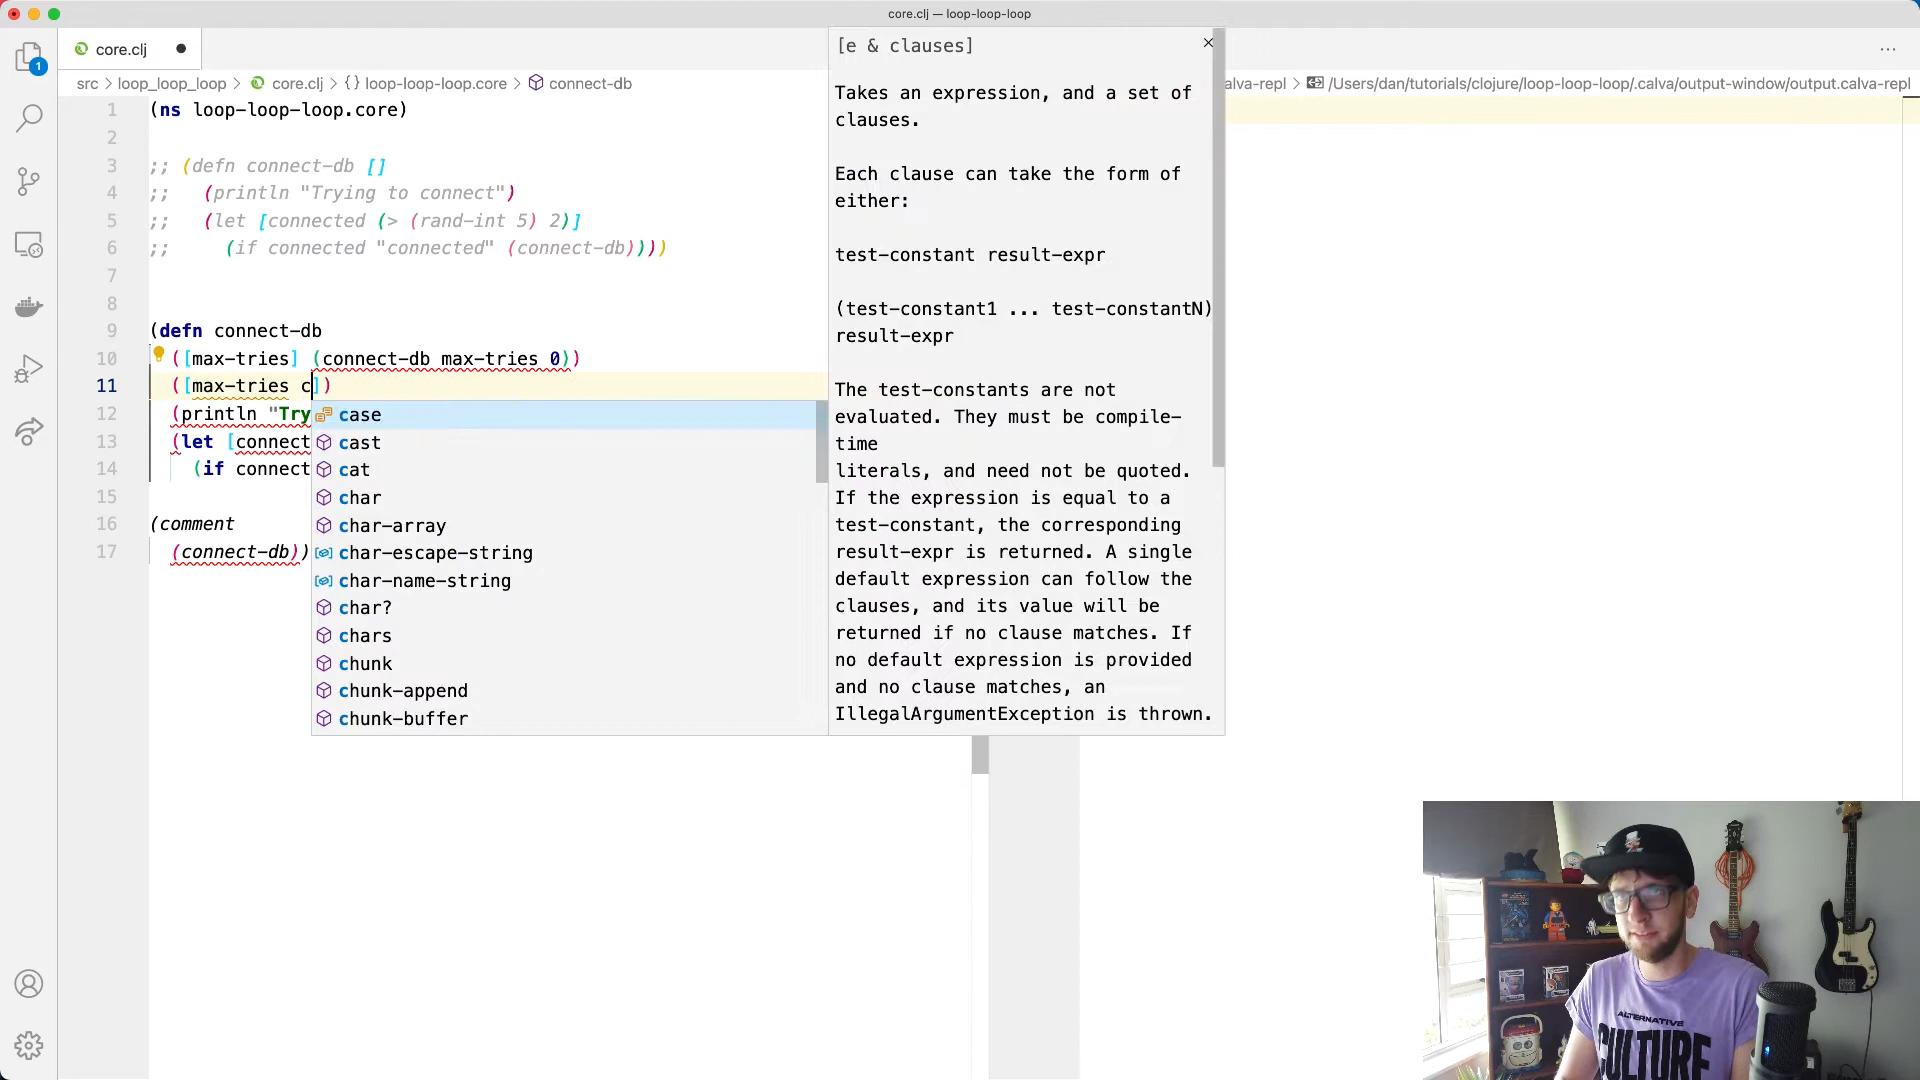 core.clj — loop-loop-loop
core.clj
1
src > loop_loop_loop > core.clj > {} loop-loop-loop.core > connect-db
alva-repl > /Users/dan/tutorials/clojure/loop-loop-loop/.calva/output-window/output.calva-repl
1 (ns loop-loop-loop.core)
2
3 ;; (defn connect-db []
4 ;;   (println "Trying to connect")
5 ;;   (let [connected (> (rand-int 5) 2)]
6 ;;     (if connected "connected" (connect-db))))
7
8
9 (defn connect-db
10   ([max-tries] (connect-db max-tries 0))
11   ([max-tries c])
12   (println "Try
13   (let [connect
14     (if connect
15
16 (comment
17   (connect-db))
case
cast
cat
char
char-array
char-escape-string
char-name-string
char?
chars
chunk
chunk-append
chunk-buffer
[e & clauses]
Takes an expression, and a set of
clauses.
Each clause can take the form of
either:
test-constant result-expr
(test-constant1 ... test-constantN)
result-expr
The test-constants are not
evaluated. They must be compile-
time
literals, and need not be quoted.
If the expression is equal to a
test-constant, the corresponding
result-expr is returned. A single
default expression can follow the
clauses, and its value will be
returned if no clause matches. If
no default expression is provided
and no clause matches, an
IllegalArgumentException is thrown.
ALTERNATIVE
CULTURE